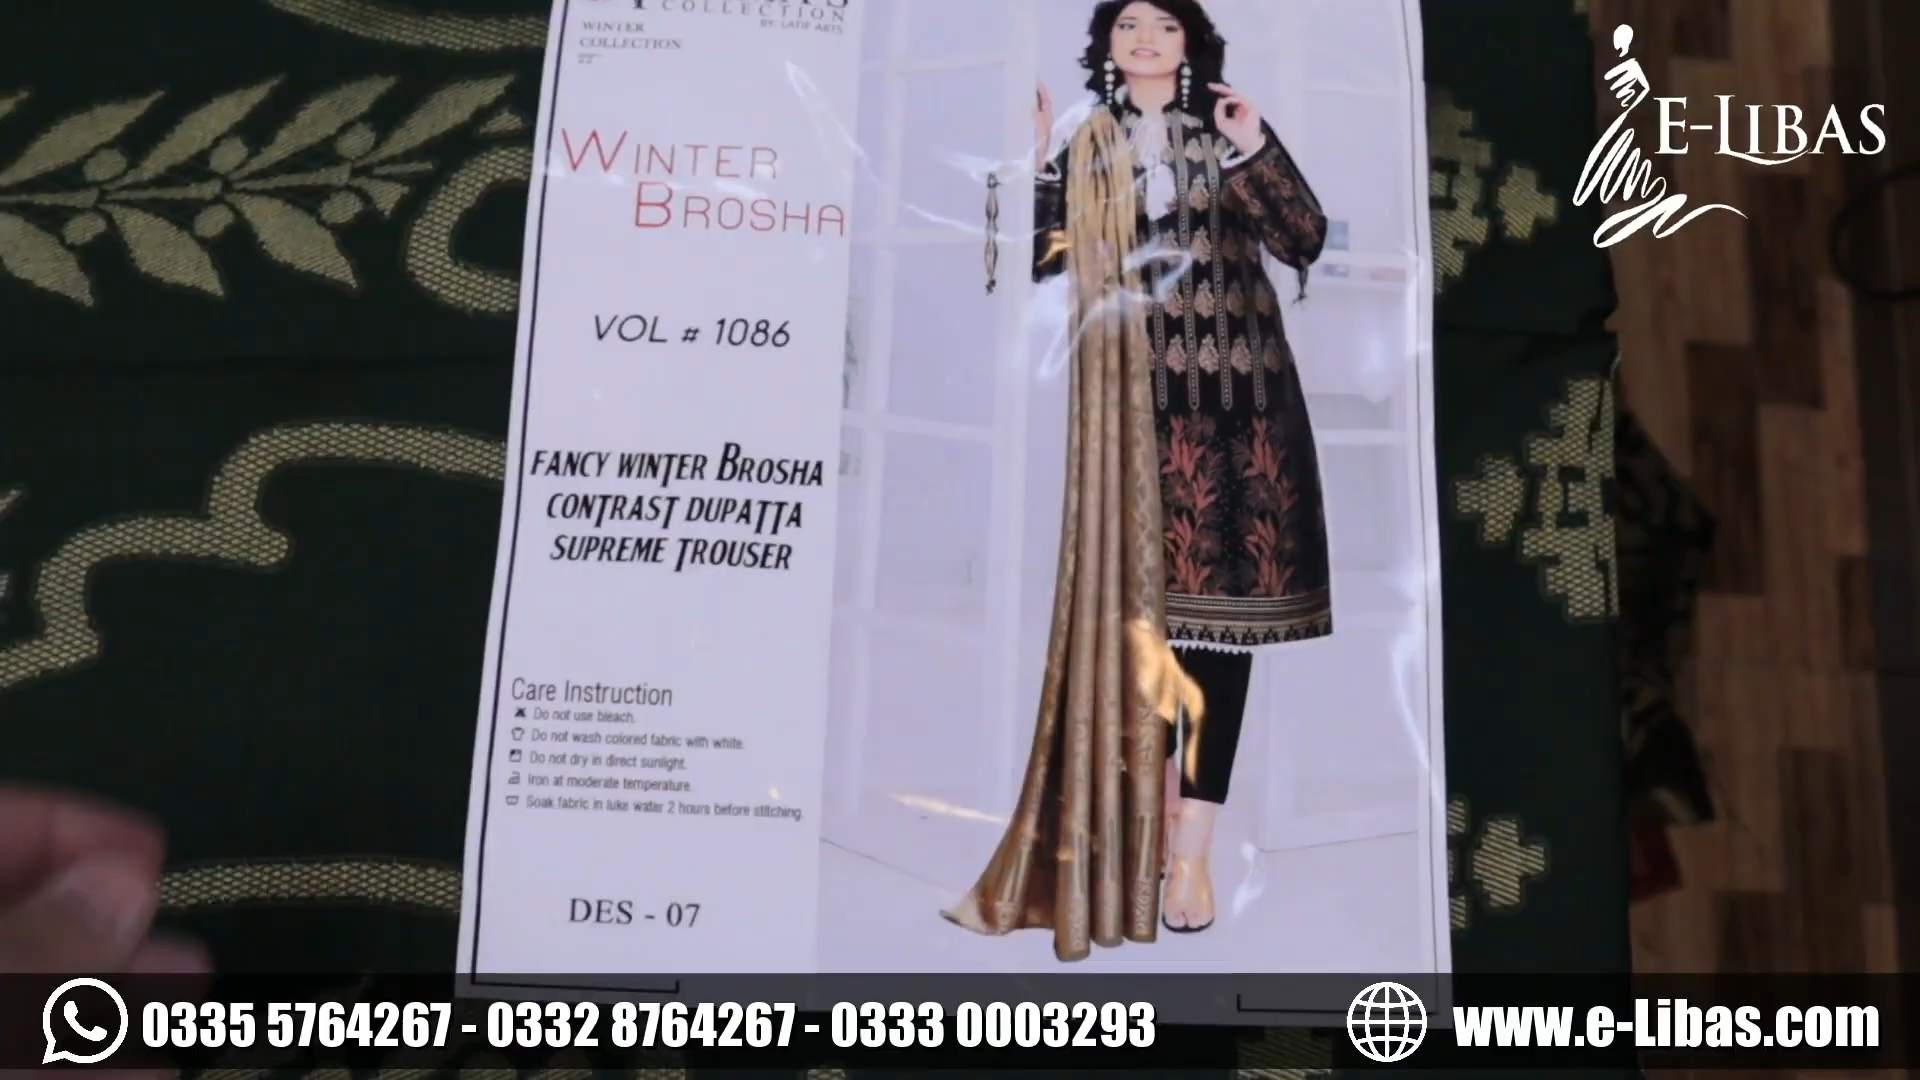 COLLECTION
BY: LATIF ARTS
WINTER
COLLECTION
22
WINTER
BROSHA
VOL # 1086
FANCY WINTER BROSHA
CONTRAST DUPATTA
SUPREME TROUSER
Care Instruction
Do not use bleach.
Do not wash colored fabric with white.
Do not dry in direct sunlight.
Iron at moderate temperature.
Soak fabric in luke water 2 hours before stitching.
DES - 07
E-LIBAS
0335 5764267 - 0332 8764267 - 0333 0003293
www.e-Libas.com